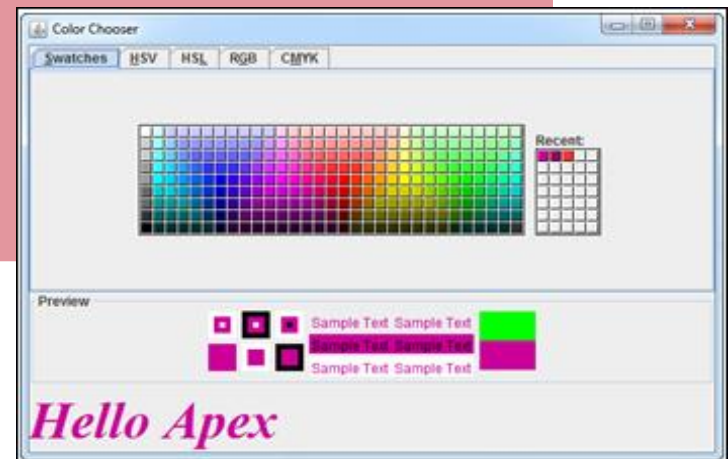 Color Chooser
Swatches HSV HSL RGB CMYK
Recent:
Preview
Sample Text Sample Text
Sample Text Sample Text
Sample Text Sample Text
Hello Apex